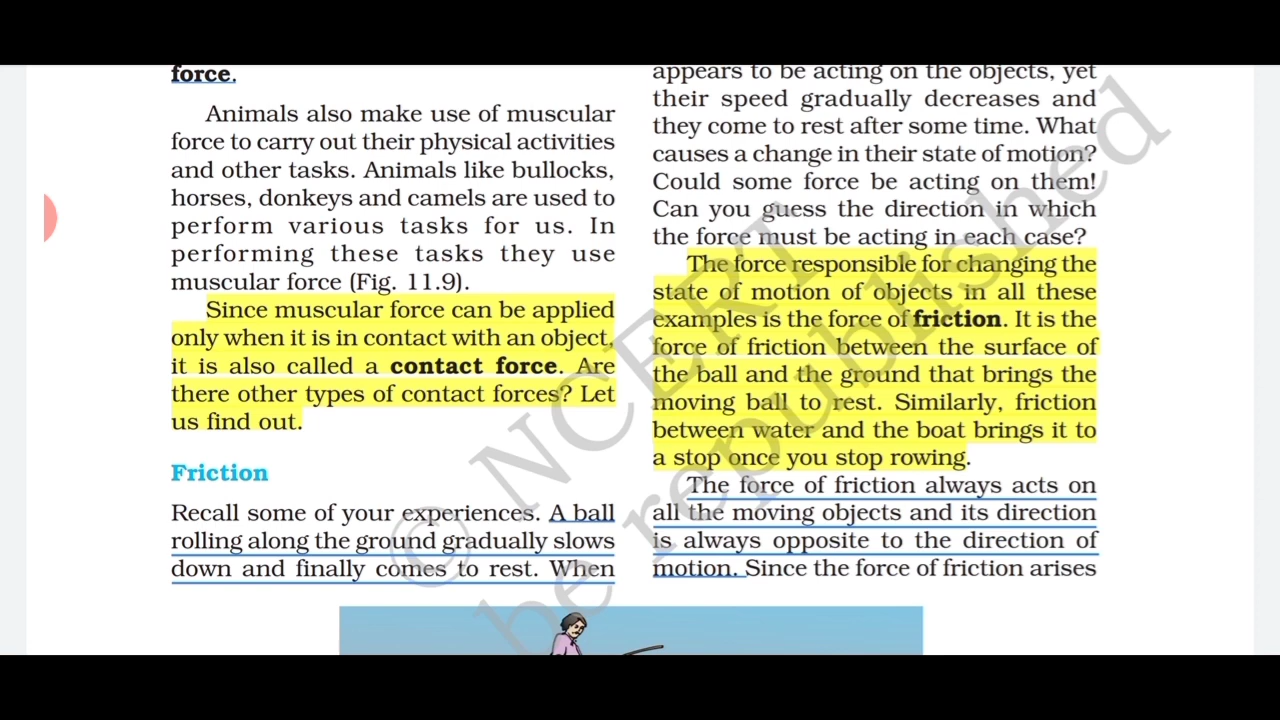 force.
Animals also make use of muscular
force to carry out their physical activities
and other tasks. Animals like bullocks,
horses, donkeys and camels are used to
perform various tasks for us. In
performing these tasks they use
muscular force (Fig. 11.9).
Since muscular force can be applied
only when it is in contact with an object,
it is also called a contact force. Are
there other types of contact forces? Let
us find out.
Friction
Recall some of your experiences. A ball
rolling along the ground gradually slows
down and finally comes to rest. When
appears to be acting on the objects, yet
their speed gradually decreases and
they come to rest after some time. What
causes a change in their state of motion?
Could some force be acting on them!
Can you guess the direction in which
the force must be acting in each case?
The force responsible for changing the
state of motion of objects in all these
examples is the force of friction. It is the
force of friction between the surface of
the ball and the ground that brings the
moving ball to rest. Similarly, friction
between water and the boat brings it to
a stop once you stop rowing.
The force of friction always acts on
all the moving objects and its direction
is always opposite to the direction of
motion. Since the force of friction arises
© NCERT
be republished